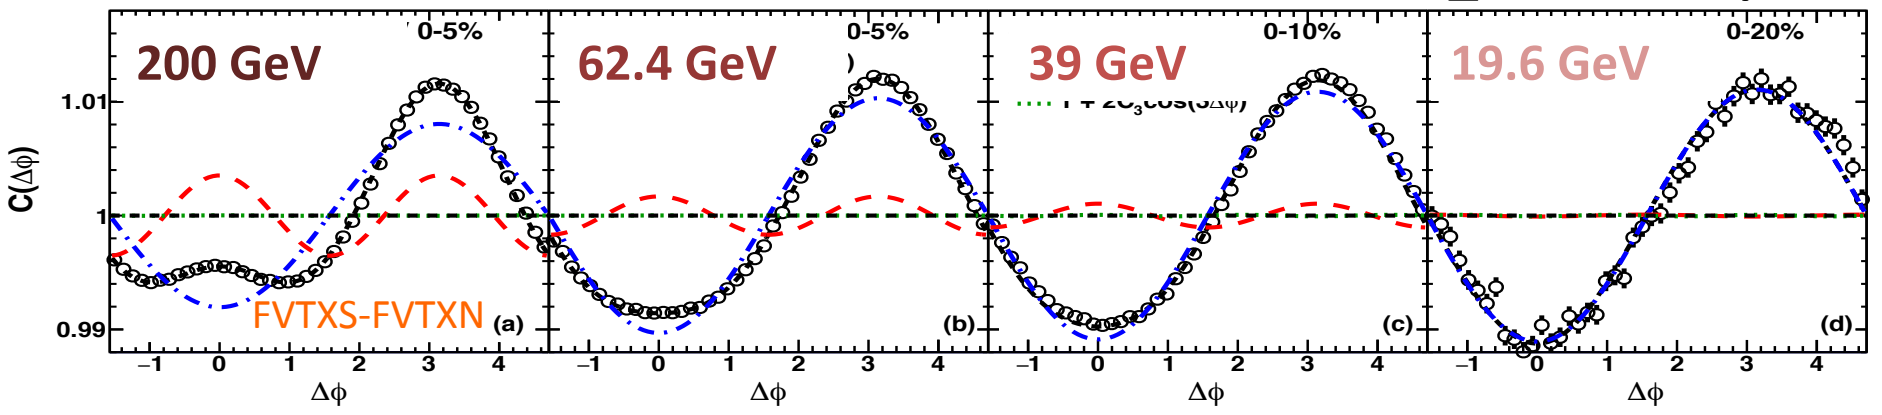 0-5% 0-5% 0-10% 0-20%
200 GeV 62.4 GeV 39 GeV 19.6 GeV
1.01
1
0.99
C(Δϕ)
FVTXS-FVTXN (a) (b) (c) (d)
−1 0 1 2 3 4 −1 0 1 2 3 4 −1 0 1 2 3 4 −1 0 1 2 3 4
Δϕ Δϕ Δϕ Δϕ